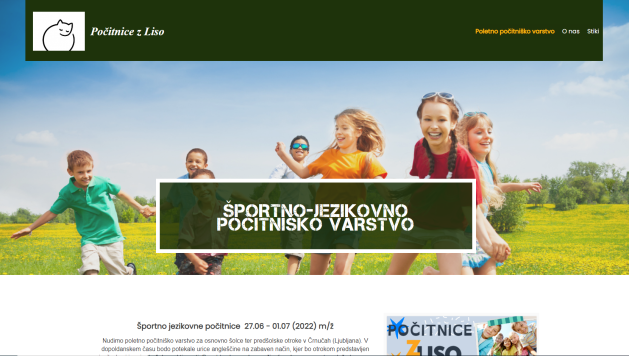 Počitnice z Liso
Poletno počitniško varstvo O nas Stiki
ŠPORTNO-JEZIKOVNO
POČITNIŠKO VARSTVO
Športno jezikovne počitnice 27.06 - 01.07 (2022) m/ž
Nudimo poletno počitniško varstvo za osnovno šolce ter predšolske otroke v Črnučah (Ljubljana). V
dopoldanskem času bodo potekale urice angleščine na zabaven način, kjer bo otrokom predstavljen
POČITNICE
Z LISO